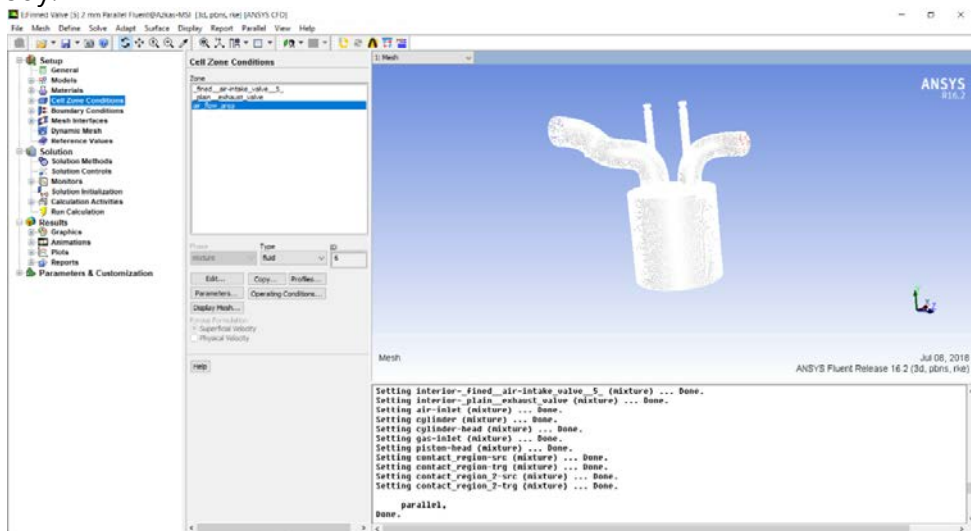 E:Finned Valve (5) 2 mm Parallel Fluent@Azkas-MSI [3d, pbns, rke] [ANSYS CFD]
File Mesh Define Solve Adapt Surface Display Report Parallel View Help
Setup
General
Models
Materials
Cell Zone Conditions
Boundary Conditions
Mesh Interfaces
Dynamic Mesh
Reference Values
Solution
Solution Methods
Solution Controls
Monitors
Solution Initialization
Calculation Activities
Run Calculation
Results
Graphics
Animations
Plots
Reports
Parameters & Customization
Cell Zone Conditions
Zone
_fined__air-intake_valve__5_
_plain__exhaust_valve
air_flow_area
Phase Type ID
mixture fluid 6
Edit... Copy... Profiles...
Parameters... Operating Conditions...
Display Mesh...
Porous Formulation
Superficial Velocity
Physical Velocity
Help
1: Mesh
ANSYS
R16.2
Mesh
Jul 08, 2018
ANSYS Fluent Release 16.2 (3d, pbns, rke)
Setting interior-_fined__air-intake_valve__5_ (mixture) ... Done.
Setting interior-_plain__exhaust_valve (mixture) ... Done.
Setting air-inlet (mixture) ... Done.
Setting cylinder (mixture) ... Done.
Setting cylinder-head (mixture) ... Done.
Setting gas-inlet (mixture) ... Done.
Setting piston-head (mixture) ... Done.
Setting contact_region-src (mixture) ... Done.
Setting contact_region-trg (mixture) ... Done.
Setting contact_region_2-src (mixture) ... Done.
Setting contact_region_2-trg (mixture) ... Done.
parallel,
Done.